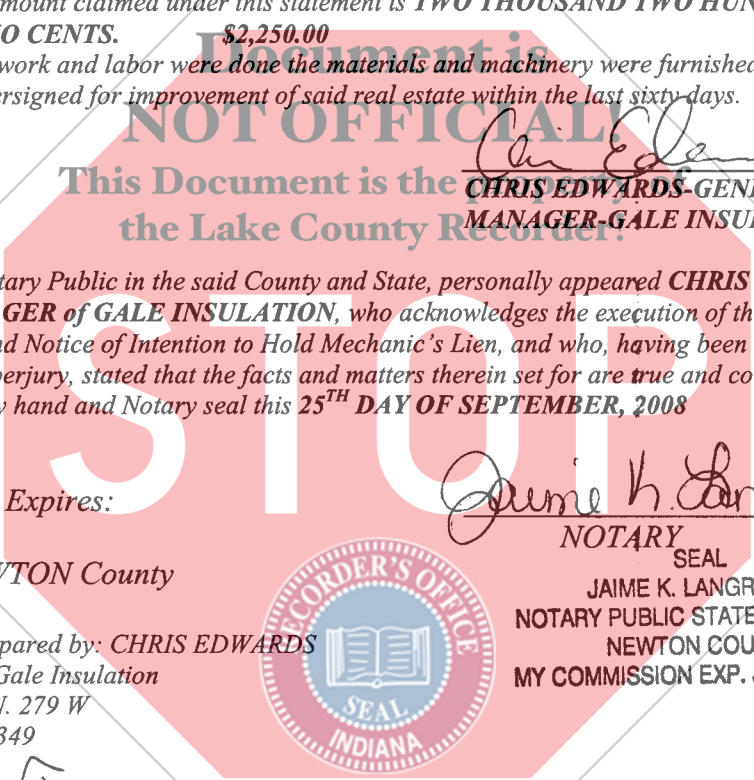 mount claimed under this statement is TWO THOUSAND TWO HUN
O CENTS. $2,250.00
work and labor were done the materials and machinery were furnished
ersigned for improvement of said real estate within the last sixty days.
Document is
NOT OFFICIAL!
This Document is the property of
the Lake County Recorder!
CHRIS EDWARDS-GEN
MANAGER-GALE INSU
tary Public in the said County and State, personally appeared CHRIS
GER of GALE INSULATION, who acknowledges the execution of th
nd Notice of Intention to Hold Mechanic's Lien, and who, having been
perjury, stated that the facts and matters therein set for are true and co
y hand and Notary seal this 25TH DAY OF SEPTEMBER, 2008
STOP
Expires:
NOTARY
SEAL
JAIME K. LANGR
NOTARY PUBLIC STATE
NEWTON COU
MY COMMISSION EXP.
WTON County
pared by: CHRIS EDWARDS
Gale Insulation
N. 279 W
349
RECORDER'S OFFICE
SEAL
INDIANA